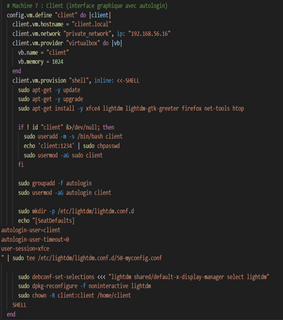 # Machine 7 : Client (interface graphique avec autologin)
config.vm.define "client" do |client|
client.vm.hostname = "client.local"
client.vm.network "private_network", ip: "192.168.56.16"
client.vm.provider "virtualbox" do |vb|
vb.name = "client"
vb.memory = 1024
end
client.vm.provision "shell", inline: <<-SHELL
sudo apt-get -y update
sudo apt-get -y upgrade
sudo apt-get install -y xfce4 lightdm lightdm-gtk-greeter firefox net-tools htop
if ! id "client" &>/dev/null; then
sudo useradd -m -s /bin/bash client
echo 'client:1234' | sudo chpasswd
sudo usermod -aG sudo client
fi
sudo groupadd -f autologin
sudo usermod -aG autologin client
sudo mkdir -p /etc/lightdm/lightdm.conf.d
echo "[SeatDefaults]
autologin-user=client
autologin-user-timeout=0
user-session=xfce
" | sudo tee /etc/lightdm/lightdm.conf.d/50-myconfig.conf
sudo debconf-set-selections <<< "lightdm shared/default-x-display-manager select lightdm"
sudo dpkg-reconfigure -f noninteractive lightdm
sudo chown -R client:client /home/client
SHELL
end